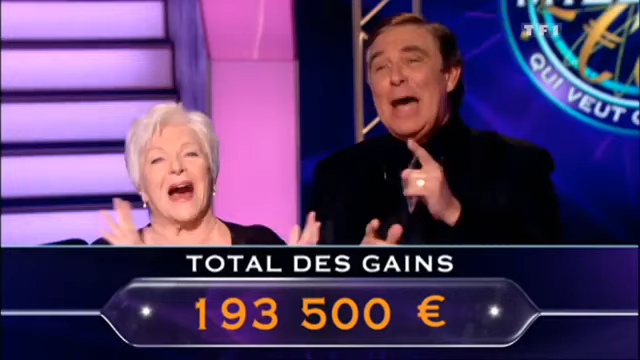 TF1
QUI VEUT
TOTAL DES GAINS
193 500 €